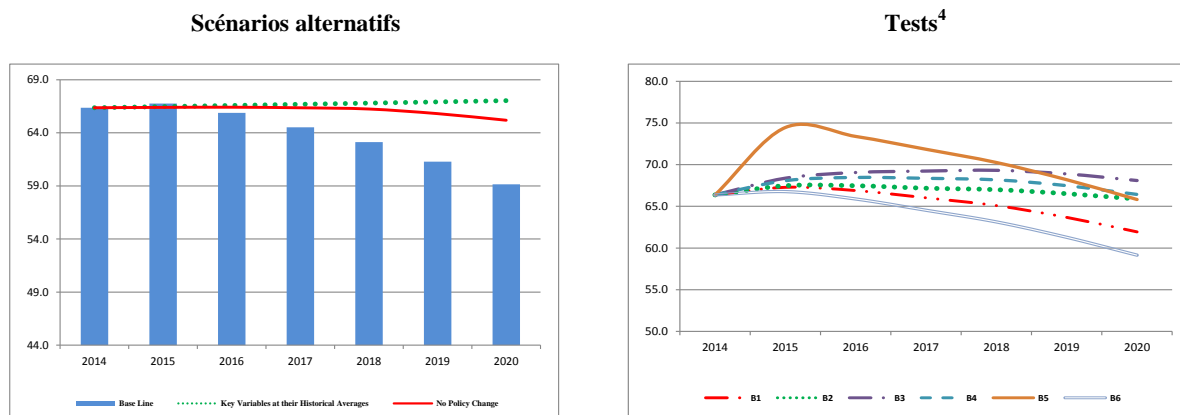 Scénarios alternatifs
69.0
64.0
59.0
54.0
49.0
44.0
2014 2015 2016 2017 2018 2019 2020
Base Line Key Variables at their Historical Averages No Policy Change
Tests4
80.0
75.0
70.0
65.0
60.0
55.0
50.0
2014 2015 2016 2017 2018 2019 2020
B1 B2 B3 B4 B5 B6